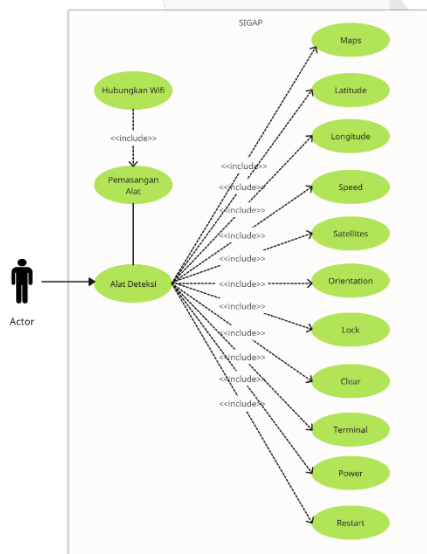 SIGAP
Maps
Hubungkan Wifi
Latitude
<<include>>
Longitude
<<include>>
Pemasangan
Alat
<<include>>
Speed
<<include>>
Satellites
<<include>>
<<include>>
Alat Deteksi
<<include>>
Orientation
<<include>>
Actor
Lock
<<include>>
<<include>>
Clear
<<include>>
<<include>>
Terminal
Power
Restart